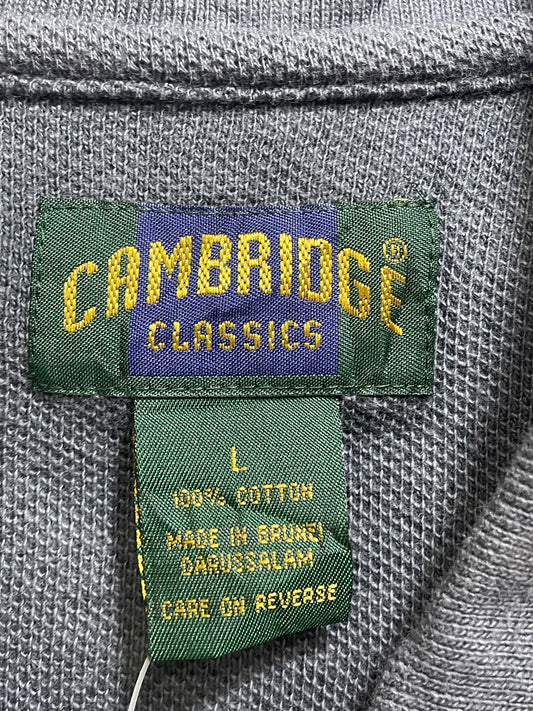 CAMBRIDGE®
CLASSICS
L
100% COTTON
MADE IN BRUNEI
DARUSSALAM
CARE ON REVERSE